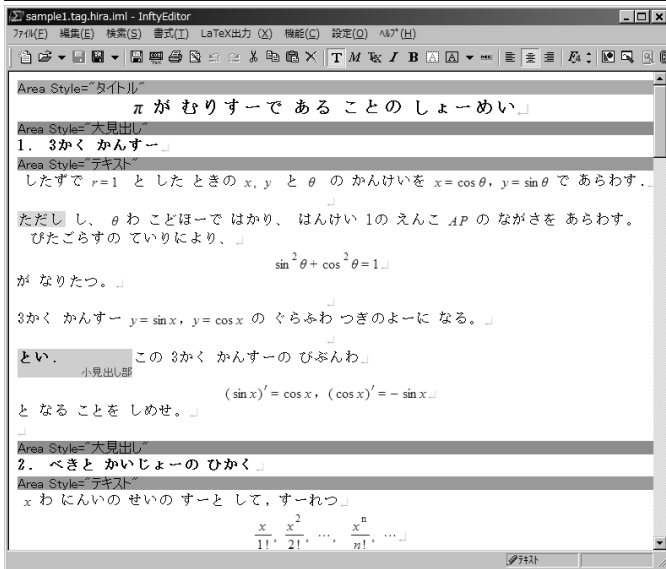 sample1.tag.hira.iml - InftyEditor
ファイル(F) 編集(E) 検索(S) 書式(T) LaTeX出力(X) 機能(C) 設定(O) ヘルプ(H)
Area Style="タイトル"
π が むりすーで ある ことの しょーめい
Area Style="大見出し"
1. 3かく かんすー
Area Style="テキスト"
したずで r=1 と した ときの x, y と θ の かんけいを x = cos θ, y = sin θ で あらわす.
ただし し、 θ わ こどほーで はかり、 はんけい 1の えんこ AP の ながさを あらわす。
ぴたごらすの ていりにより、
sin² θ + cos² θ = 1
が なりたつ。
3かく かんすー y = sin x, y = cos x の ぐらふわ つぎのよーに なる。
とい. この 3かく かんすーの びぶんわ
小見出し部
(sin x)′ = cos x, (cos x)′ = − sin x
と なる ことを しめせ。
Area Style="大見出し"
2. べきと かいじょーの ひかく
Area Style="テキスト"
x わ にんいの せいの すーと して, すーれつ
x/1!, x²/2!, …, xⁿ/n!, …
テキスト